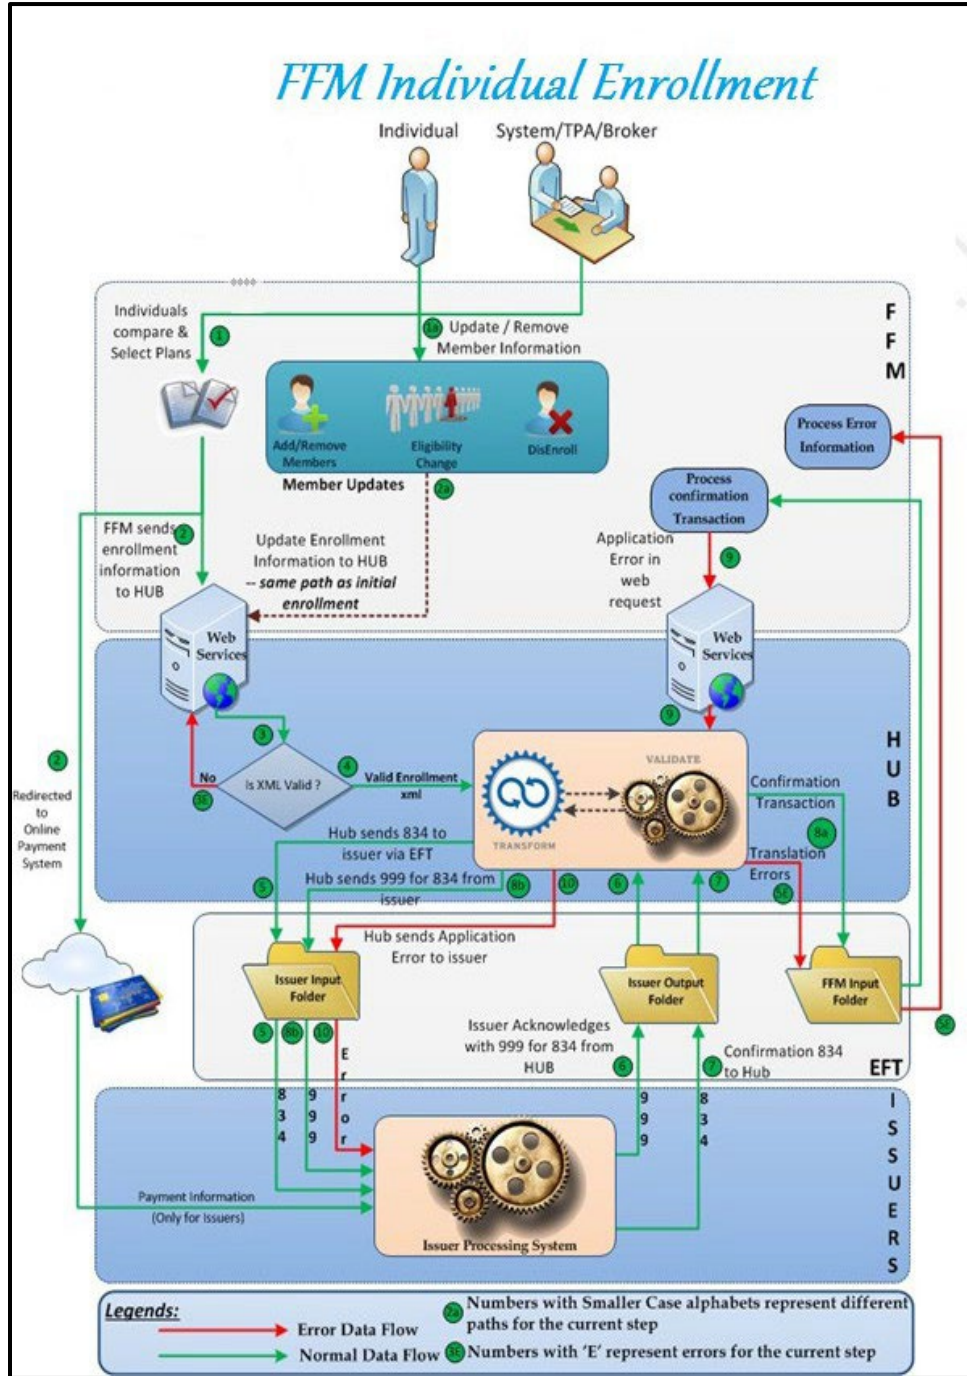 FFM Individual Enrollment
Individual
System/TPA/Broker
Individuals
compare &
Select Plans
1
1a
Update / Remove
Member Information
F
F
M
Add/Remove
Members
Eligibility
Change
DisEnroll
Member Updates
2a
Process Error
Information
Process
confirmation
Transaction
2
FFM sends
enrollment
information
to HUB
Update Enrollment
Information to HUB
-- same path as initial
enrollment
Application
Error in
web
request
9
Web
Services
Web
Services
9
3
H
U
B
2
Redirected
to
Online
Payment
System
No
3E
Is XML Valid ?
4
Valid Enrollment
xml
TRANSFORM
VALIDATE
Confirmation
Transaction
8a
Translation
Errors
5E
Hub sends 834 to
issuer via EFT
5
Hub sends 999 for 834 from
issuer
8b
10
6
7
Hub sends Application
Error to issuer
Issuer Input
Folder
Issuer Output
Folder
FFM Input
Folder
5E
5
8b
10
Issuer Acknowledges
with 999 for 834 from
HUB
6
7
Confirmation 834
to Hub
EFT
8
3
4
9
9
9
E
r
r
o
r
9
9
9
8
3
4
I
S
S
U
E
R
S
Payment Information
(Only for Issuers)
Issuer Processing System
Legends:
Error Data Flow
Normal Data Flow
2a
Numbers with Smaller Case alphabets represent different
paths for the current step
3E
Numbers with 'E' represent errors for the current step